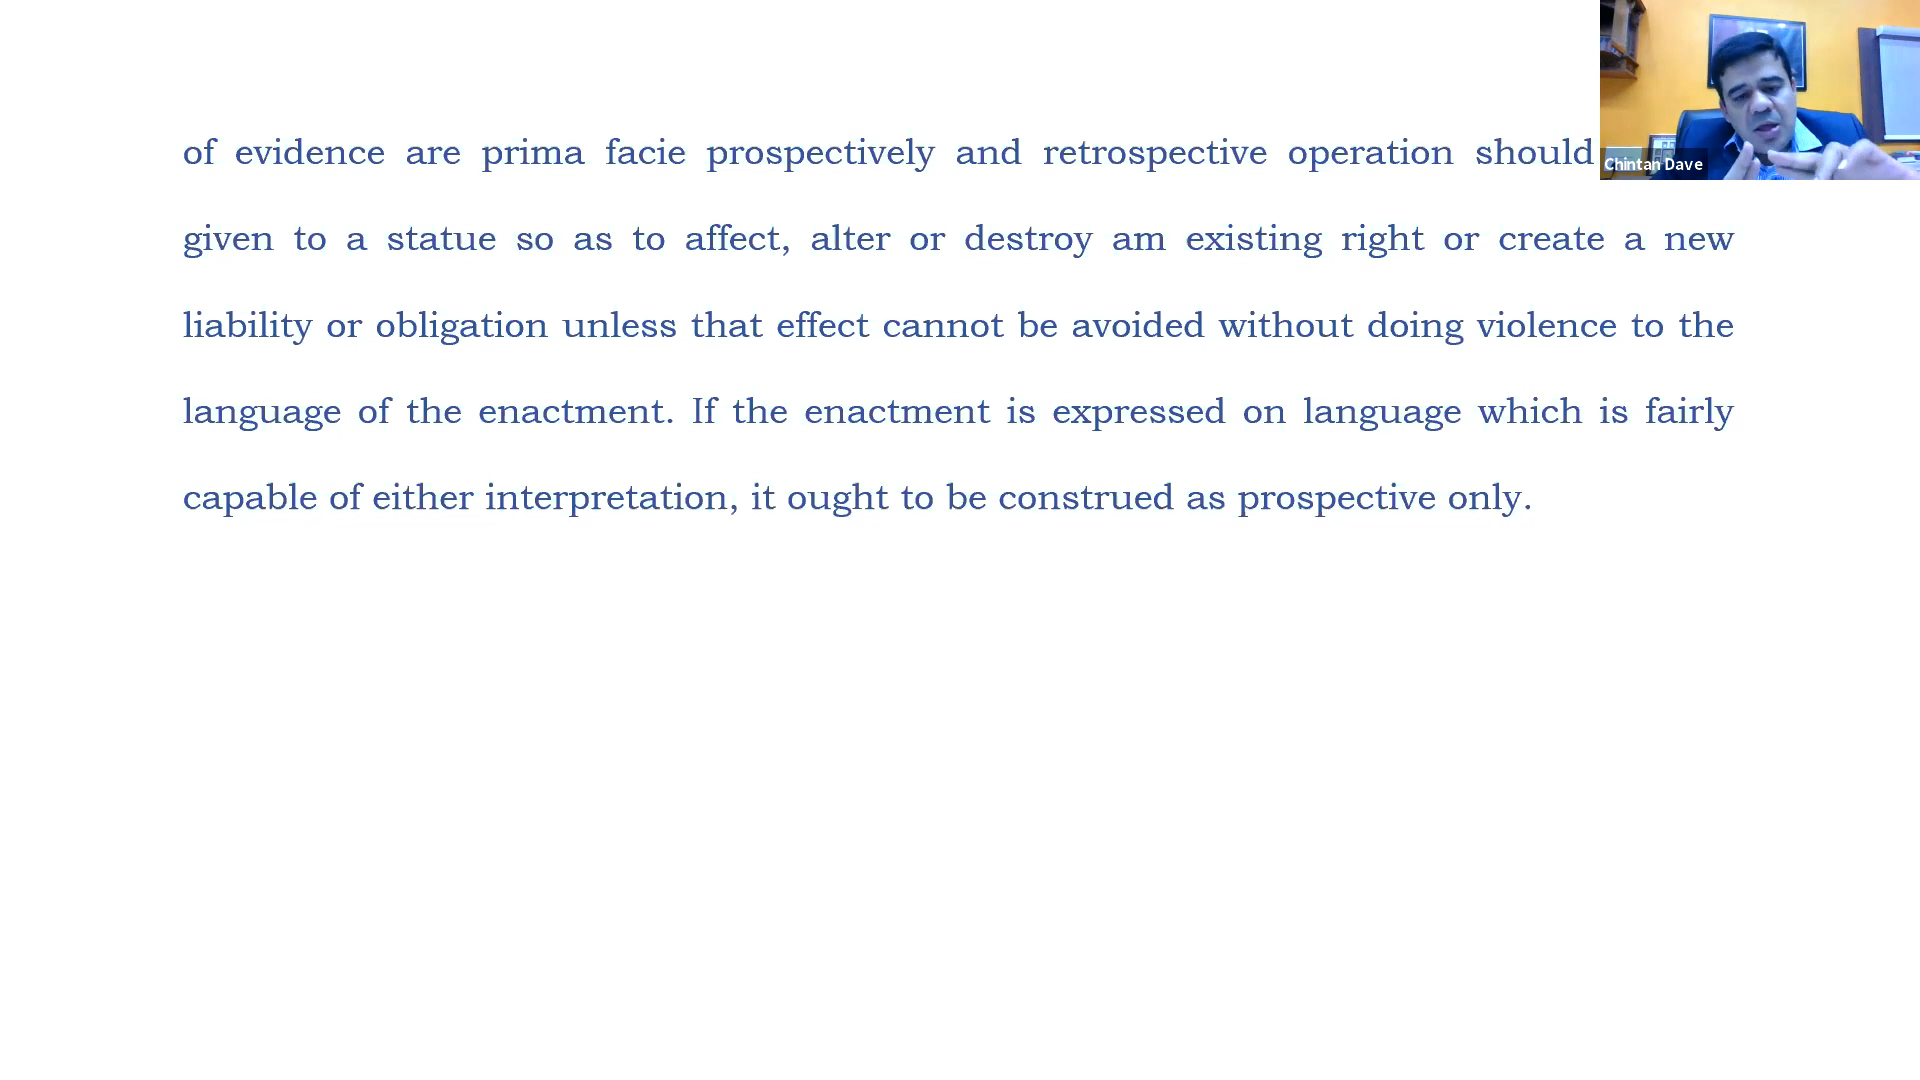 of evidence are prima facie prospectively and retrospective operation should
given to a statue so as to affect, alter or destroy am existing right or create a new
liability or obligation unless that effect cannot be avoided without doing violence to the
language of the enactment. If the enactment is expressed on language which is fairly
capable of either interpretation, it ought to be construed as prospective only.
Chintan Dave